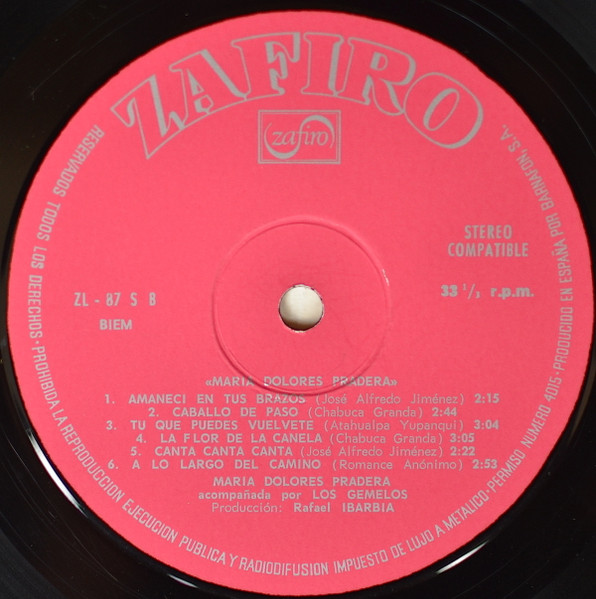 ZAFIRO
zafiro
STEREO
COMPATIBLE
ZL - 87 S B
33 1/3 r.p.m.
BIEM
«MARIA DOLORES PRADERA»
1. AMANECI EN TUS BRAZOS (José Alfredo Jiménez) 2:15
2. CABALLO DE PASO (Chabuca Granda) 2:44
3. TU QUE PUEDES VUELVETE (Atahualpa Yupanqui) 3:04
4. LA FLOR DE LA CANELA (Chabuca Granda) 3:05
5. CANTA CANTA CANTA (José Alfredo Jiménez) 2:22
6. A LO LARGO DEL CAMINO (Romance Anónimo) 2:53
MARIA DOLORES PRADERA
acompañada por LOS GEMELOS
Producción: Rafael IBARBIA
RESERVADOS TODOS LOS DERECHOS - PROHIBIDA LA REPRODUCCION EJECUCION PUBLICA Y RADIODIFUSION IMPUESTO DE LUJO A METALICO - PERMISO NUMERO 4015 - PRODUCIDO EN ESPAÑA POR BARNAFON, S.A.